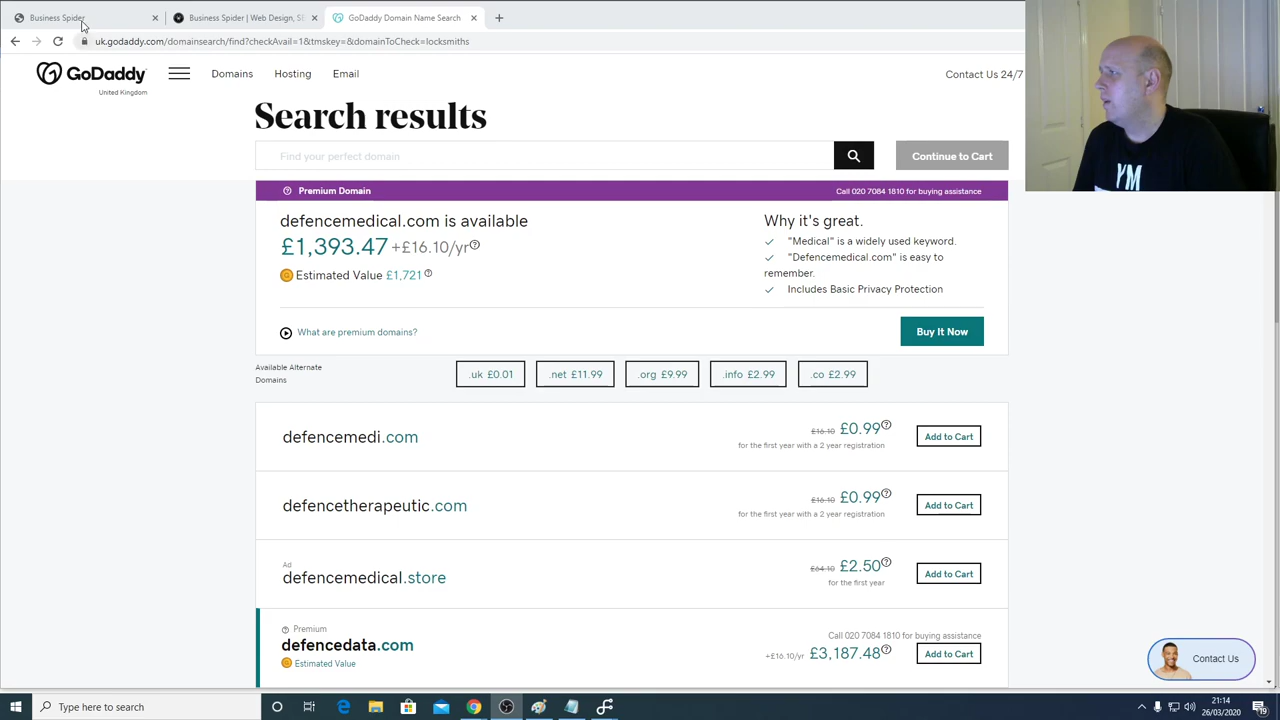 Business Spider
Business Spider | Web Design, SE
GoDaddy Domain Name Search
uk.godaddy.com/domainsearch/find?checkAvail=1&tmskey=&domainToCheck=locksmiths
GoDaddy
United Kingdom
Domains
Hosting
Email
Contact Us 24/7
Search results
Find your perfect domain
Continue to Cart
YM
Premium Domain
Call 020 7084 1810 for buying assistance
defencemedical.com is available
£1,393.47 +£16.10/yr
Estimated Value £1,721
Why it's great.
"Medical" is a widely used keyword.
"Defencemedical.com" is easy to
remember.
Includes Basic Privacy Protection
What are premium domains?
Buy It Now
Available Alternate
Domains
.uk £0.01
.net £11.99
.org £9.99
.info £2.99
.co £2.99
defencemedi.com
£16.10 £0.99
for the first year with a 2 year registration
Add to Cart
defencetherapeutic.com
£16.10 £0.99
for the first year with a 2 year registration
Add to Cart
Ad
defencemedical.store
£64.10 £2.50
for the first year
Add to Cart
Premium
defencedata.com
Estimated Value
Call 020 7084 1810 for buying assistance
+£16.10/yr £3,187.48
Add to Cart
Contact Us
Type here to search
21:14
26/03/2020
19